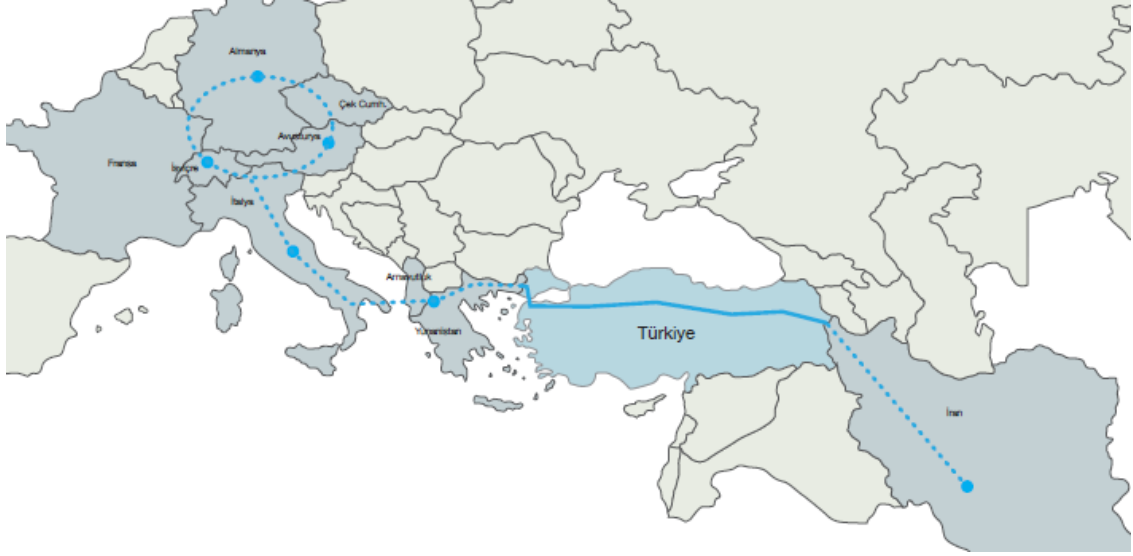 Almanya
Çek Cumh.
Avusturya
Fransa
İsviçre
İtalya
Arnavutluk
Yunanistan
Türkiye
İran